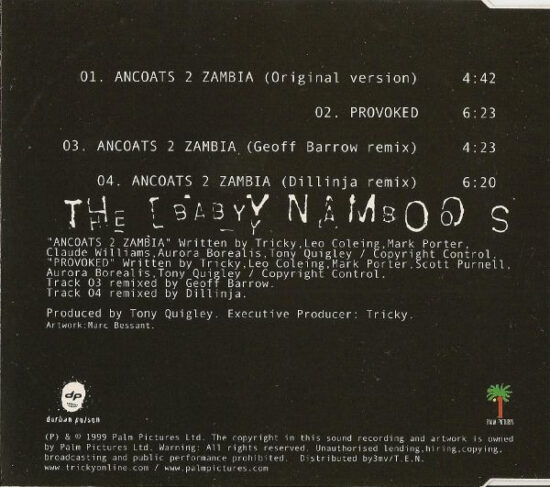 01. ANCOATS 2 ZAMBIA (Original version) 4:42
02. PROVOKED 6:23
03. ANCOATS 2 ZAMBIA (Geoff Barrow remix) 4:23
04. ANCOATS 2 ZAMBIA (Dillinja remix) 6:20
THE BABY NAMBOOS
"ANCOATS 2 ZAMBIA" Written by Tricky,Leo Coleing,Mark Porter,
Claude Williams,Aurora Borealis,Tony Quigley / Copyright Control.
"PROVOKED" Written by Tricky,Leo Coleing,Mark Porter,Scott Purnell,
Aurora Borealis,Tony Quigley / Copyright Control.
Track 03 remixed by Geoff Barrow.
Track 04 remixed by Dillinja.
Produced by Tony Quigley. Executive Producer: Tricky.
Artwork:Marc Bessant.
dp
durban poison
PALM PICTURES
(P) & © 1999 Palm Pictures Ltd. The copyright in this sound recording and artwork is owned
by Palm Pictures Ltd. Warning: All rights reserved. Unauthorised lending,hiring,copying,
broadcasting and public performance prohibited. Distributed by3mv/T.E.N.
www.trickyonline.com / www.palmpictures.com